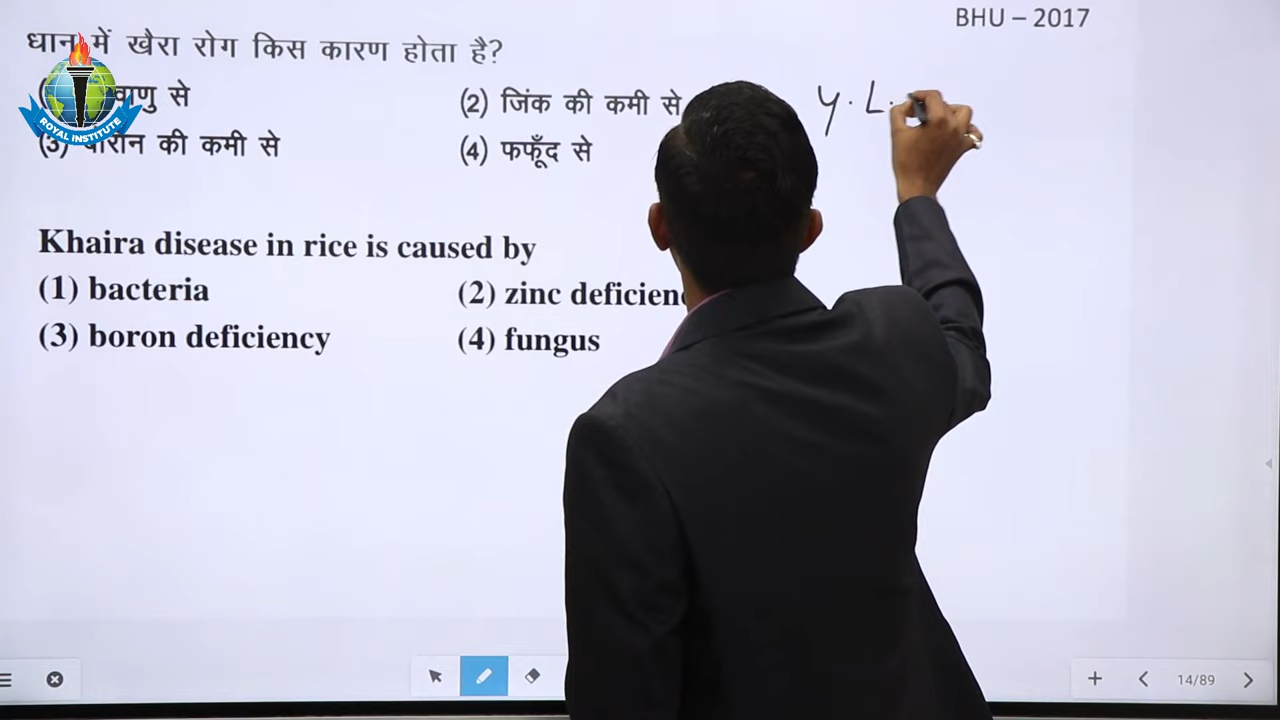 BHU – 2017
धान में खैरा रोग किस कारण होता है?
से
(2) जिंक की कमी से
Y. L.
ROYAL INSTITUTE
(3) की कमी से
(4) फफूँद से
Khaira disease in rice is caused by
(1) bacteria
(2) zinc
(3) boron deficiency
(4) fungus
14/89